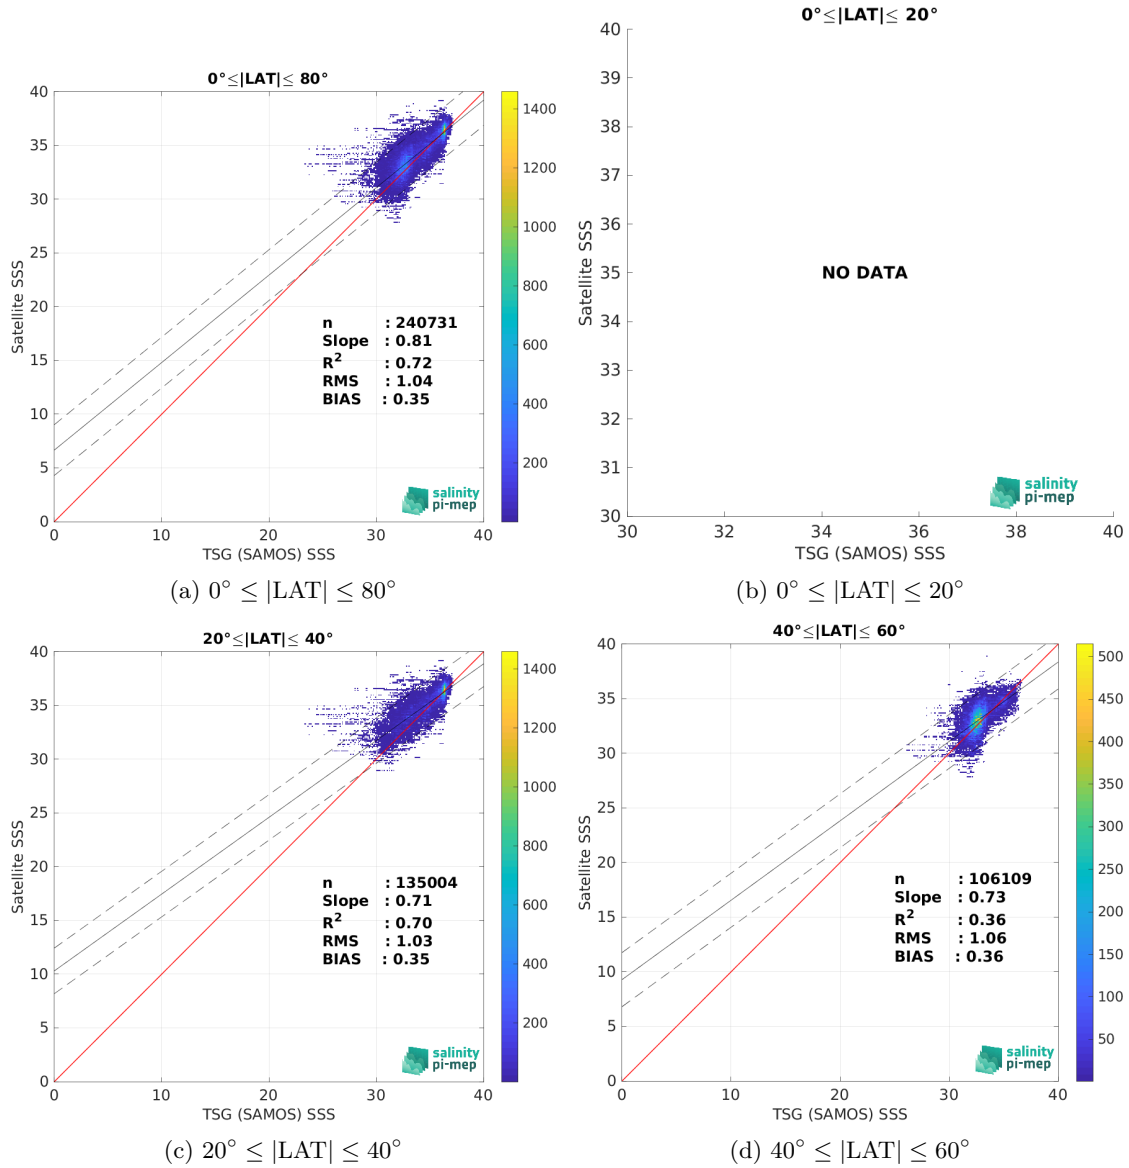 0°≤|LAT|≤ 80°
Satellite SSS
40
35
30
25
20
15
10
5
0
0 10 20 30 40
TSG (SAMOS) SSS
n : 240731
Slope : 0.81
R2 : 0.72
RMS : 1.04
BIAS : 0.35
salinity
pi-mep
1400
1200
1000
800
600
400
200
(a) 0° ≤ |LAT| ≤ 80°
0°≤|LAT|≤ 20°
Satellite SSS
40
39
38
37
36
35
34
33
32
31
30
30 32 34 36 38 40
TSG (SAMOS) SSS
NO DATA
salinity
pi-mep
(b) 0° ≤ |LAT| ≤ 20°
20°≤|LAT|≤ 40°
Satellite SSS
40
35
30
25
20
15
10
5
0
0 10 20 30 40
TSG (SAMOS) SSS
n : 135004
Slope : 0.71
R2 : 0.70
RMS : 1.03
BIAS : 0.35
salinity
pi-mep
1400
1200
1000
800
600
400
200
(c) 20° ≤ |LAT| ≤ 40°
40°≤|LAT|≤ 60°
Satellite SSS
40
35
30
25
20
15
10
5
0
0 10 20 30 40
TSG (SAMOS) SSS
n : 106109
Slope : 0.73
R2 : 0.36
RMS : 1.06
BIAS : 0.36
salinity
pi-mep
500
450
400
350
300
250
200
150
100
50
(d) 40° ≤ |LAT| ≤ 60°